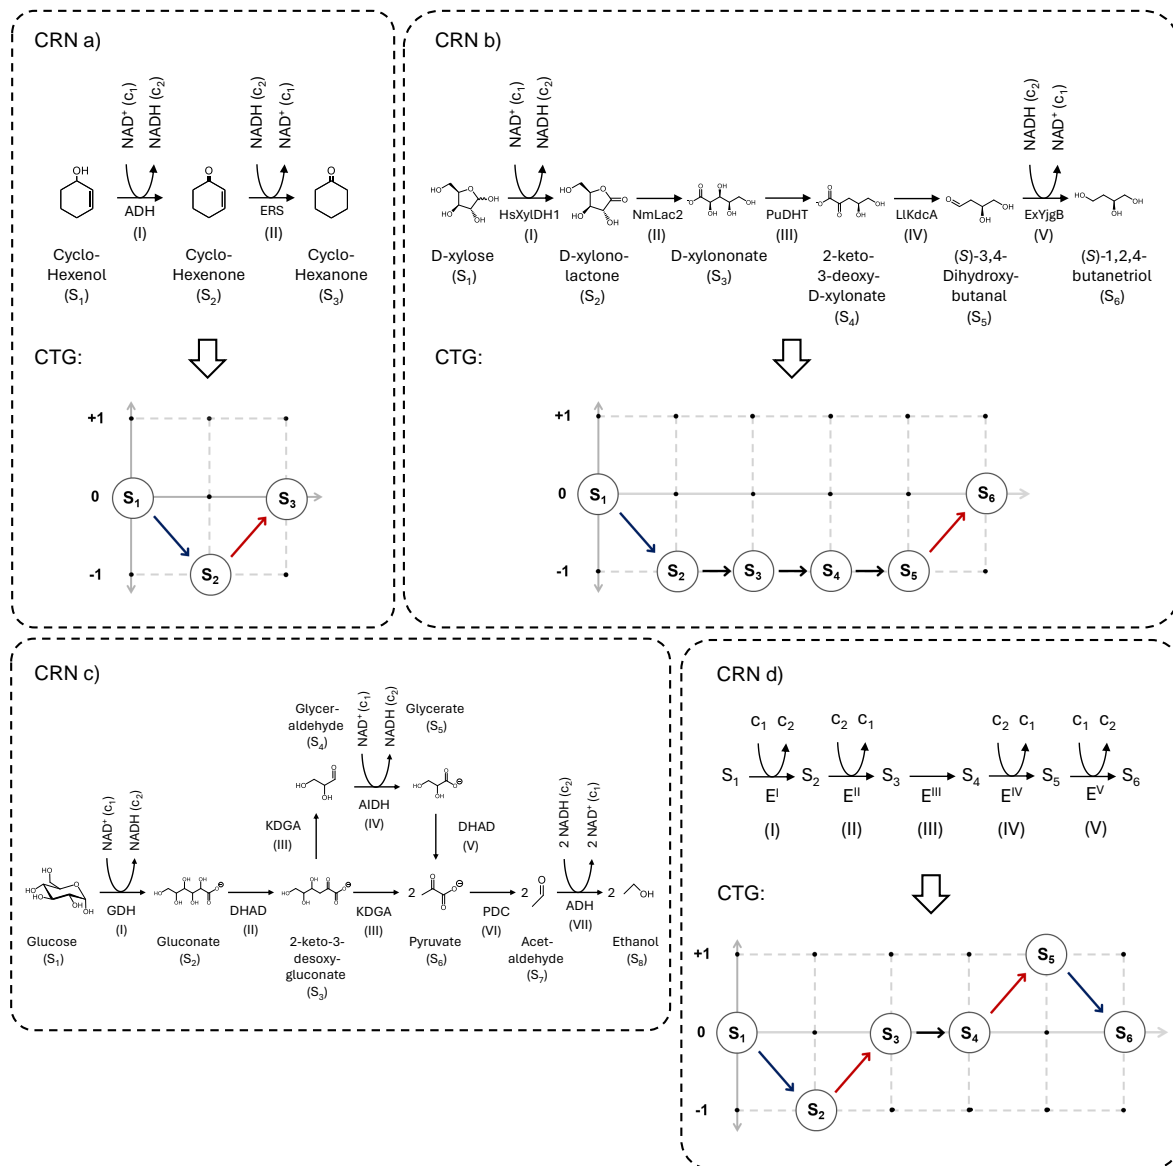 CRN a)
NAD⁺ (c₁)
NADH (c₂)
NADH (c₂)
NAD⁺ (c₁)
OH
O
O
ADH
ERS
(I)
(II)
Cyclo-
Hexenol
(S₁)
Cyclo-
Hexenone
(S₂)
Cyclo-
Hexanone
(S₃)
CTG:
+1
0
-1
S₁
S₂
S₃
CRN b)
NAD⁺ (c₁)
NADH (c₂)
NADH (c₂)
NAD⁺ (c₁)
HsXylDH1
NmLac2
PuDHT
LlKdcA
ExYjgB
(I)
(II)
(III)
(IV)
(V)
D-xylose
(S₁)
D-xylono-
lactone
(S₂)
D-xylononate
(S₃)
2-keto-
3-deoxy-
D-xylonate
(S₄)
(S)-3,4-
Dihydroxy-
butanal
(S₅)
(S)-1,2,4-
butanetriol
(S₆)
CTG:
+1
0
-1
S₁
S₂
S₃
S₄
S₅
S₆
CRN c)
Glycer-
aldehyde
(S₄)
NAD⁺ (c₁)
NADH (c₂)
Glycerate
(S₅)
AlDH
(IV)
KDGA
(III)
DHAD
(V)
NAD⁺ (c₁)
NADH (c₂)
2 NADH (c₂)
2 NAD⁺ (c₁)
GDH
(I)
DHAD
(II)
KDGA
(III)
2
PDC
(VI)
2
ADH
(VII)
2
OH
Glucose
(S₁)
Gluconate
(S₂)
2-keto-3-
desoxy-
gluconate
(S₃)
Pyruvate
(S₆)
Acet-
aldehyde
(S₇)
Ethanol
(S₈)
CRN d)
c₁ c₂ c₂ c₁ c₂ c₁ c₁ c₂
S₁ S₂ S₃ S₄ S₅ S₆
Eᴵ Eᴵᴵ Eᴵᴵᴵ Eᴵⱽ Eⱽ
(I) (II) (III) (IV) (V)
CTG:
+1
0
-1
S₁
S₂
S₃
S₄
S₅
S₆